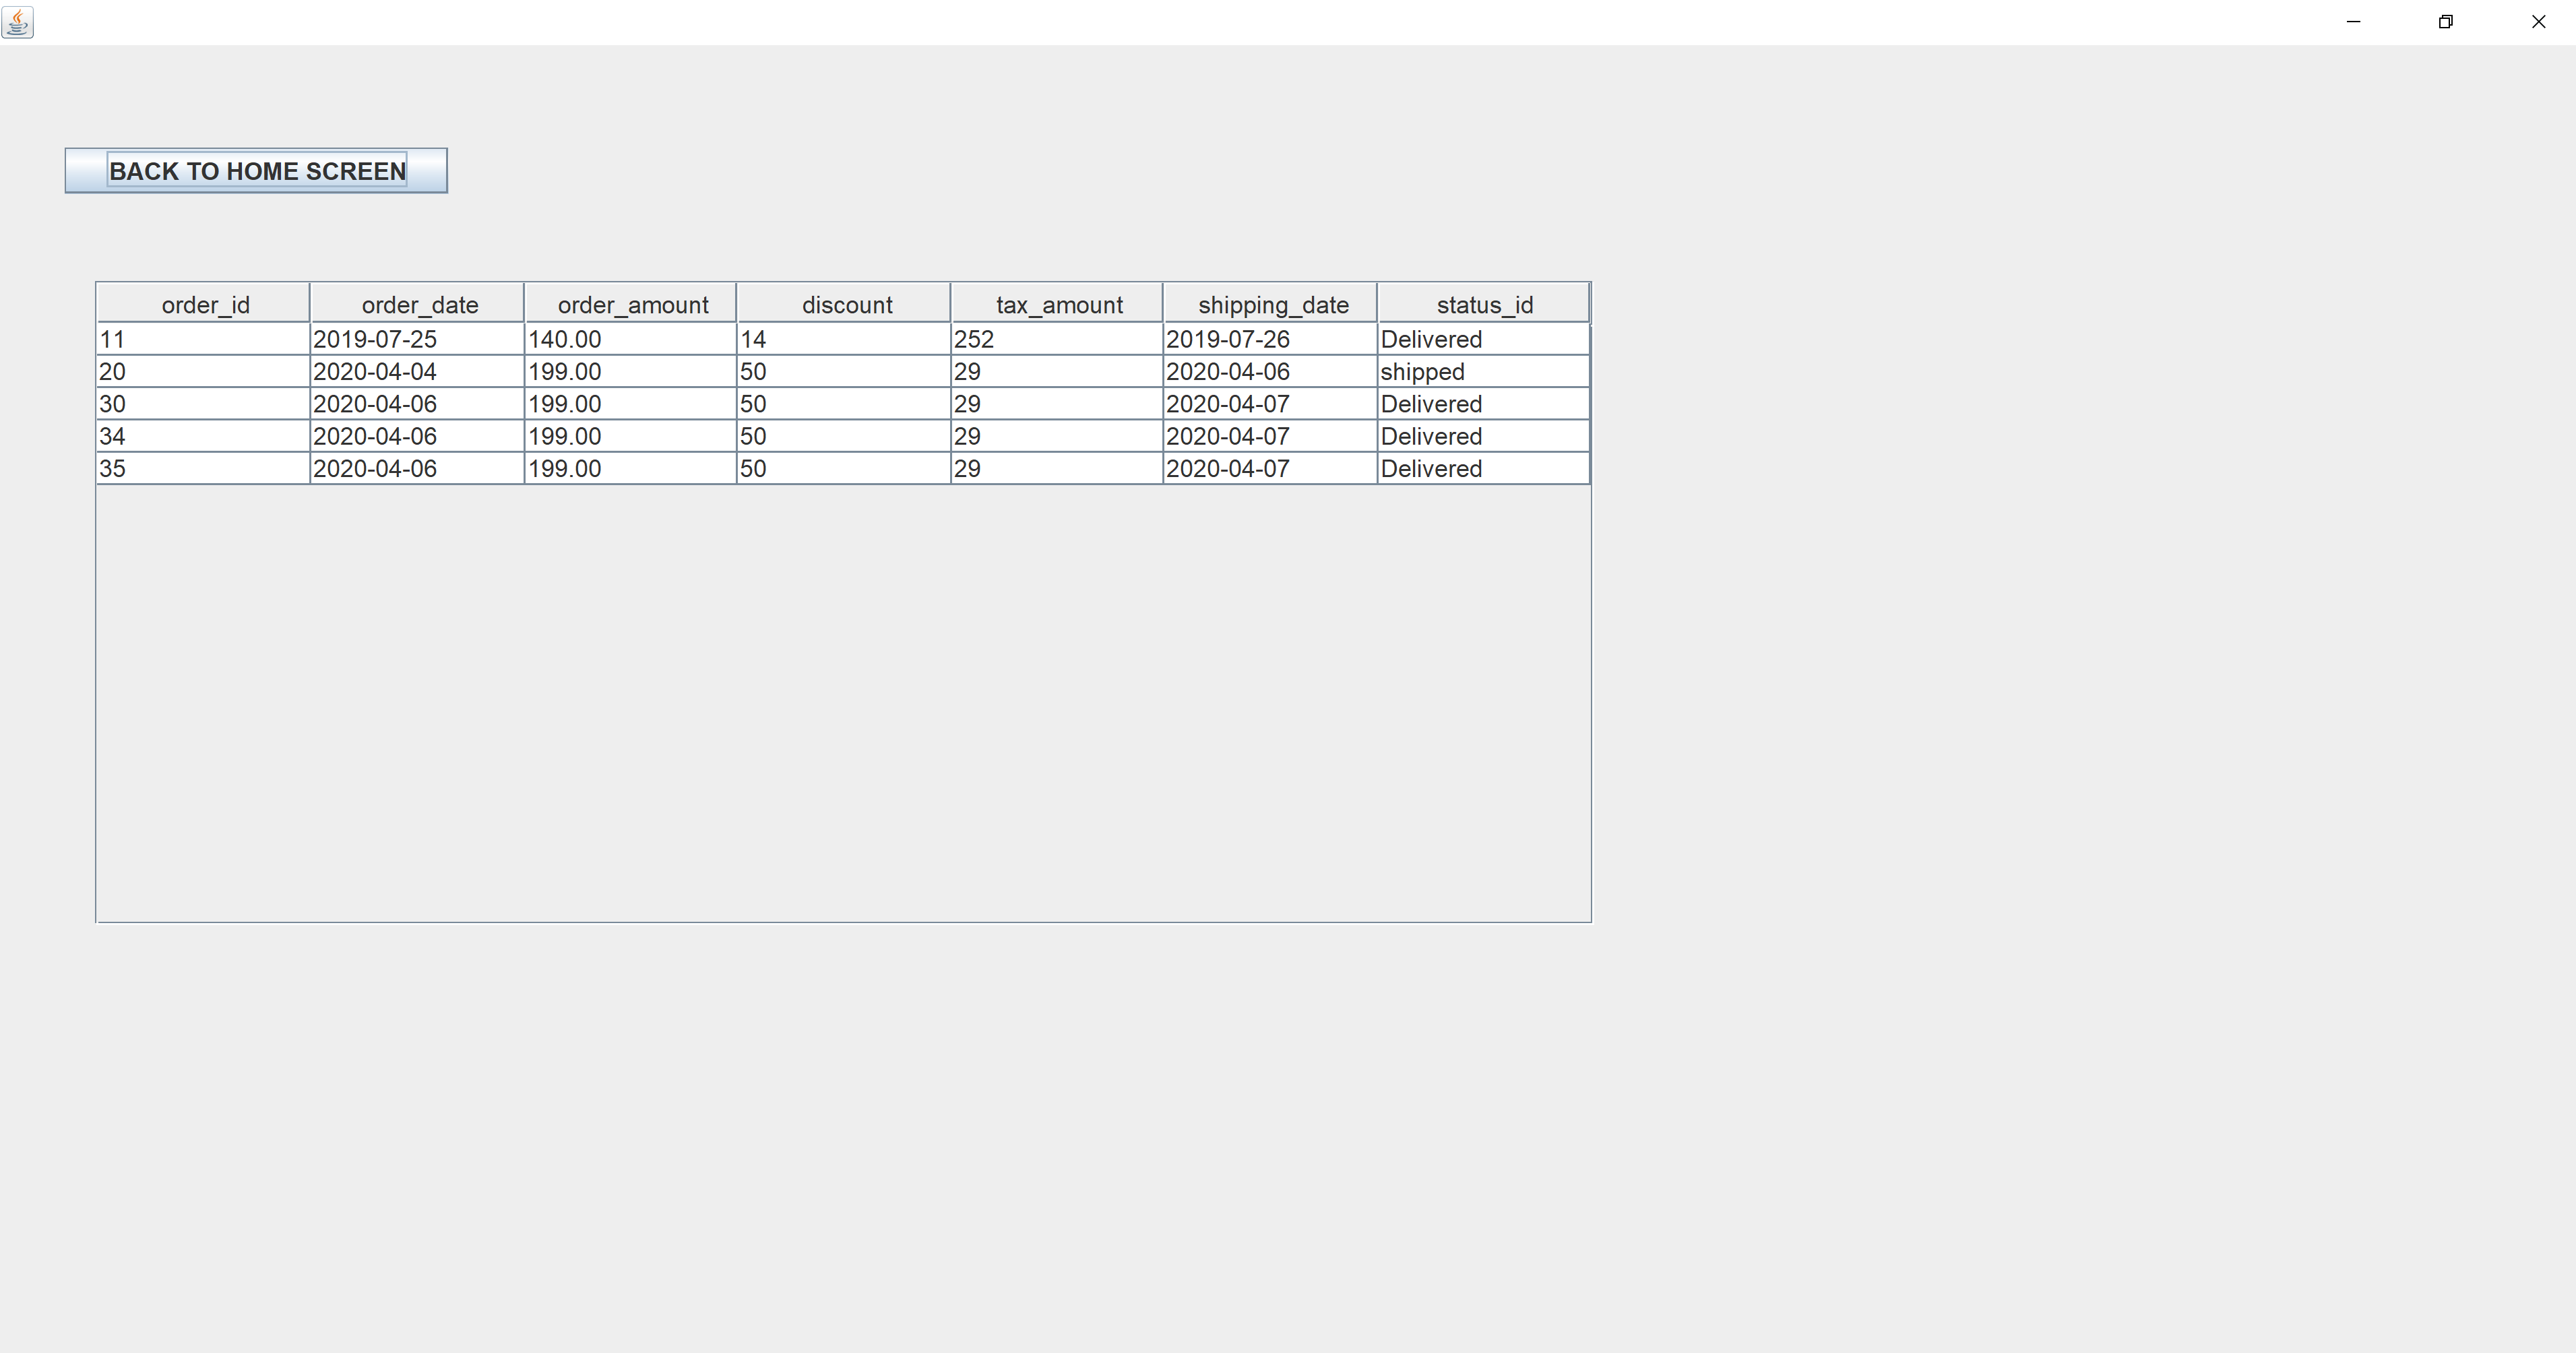 BACK TO HOME SCREEN
order_id order_date order_amount discount tax_amount shipping_date status_id
11 2019-07-25 140.00 14 252 2019-07-26 Delivered
20 2020-04-04 199.00 50 29 2020-04-06 shipped
30 2020-04-06 199.00 50 29 2020-04-07 Delivered
34 2020-04-06 199.00 50 29 2020-04-07 Delivered
35 2020-04-06 199.00 50 29 2020-04-07 Delivered